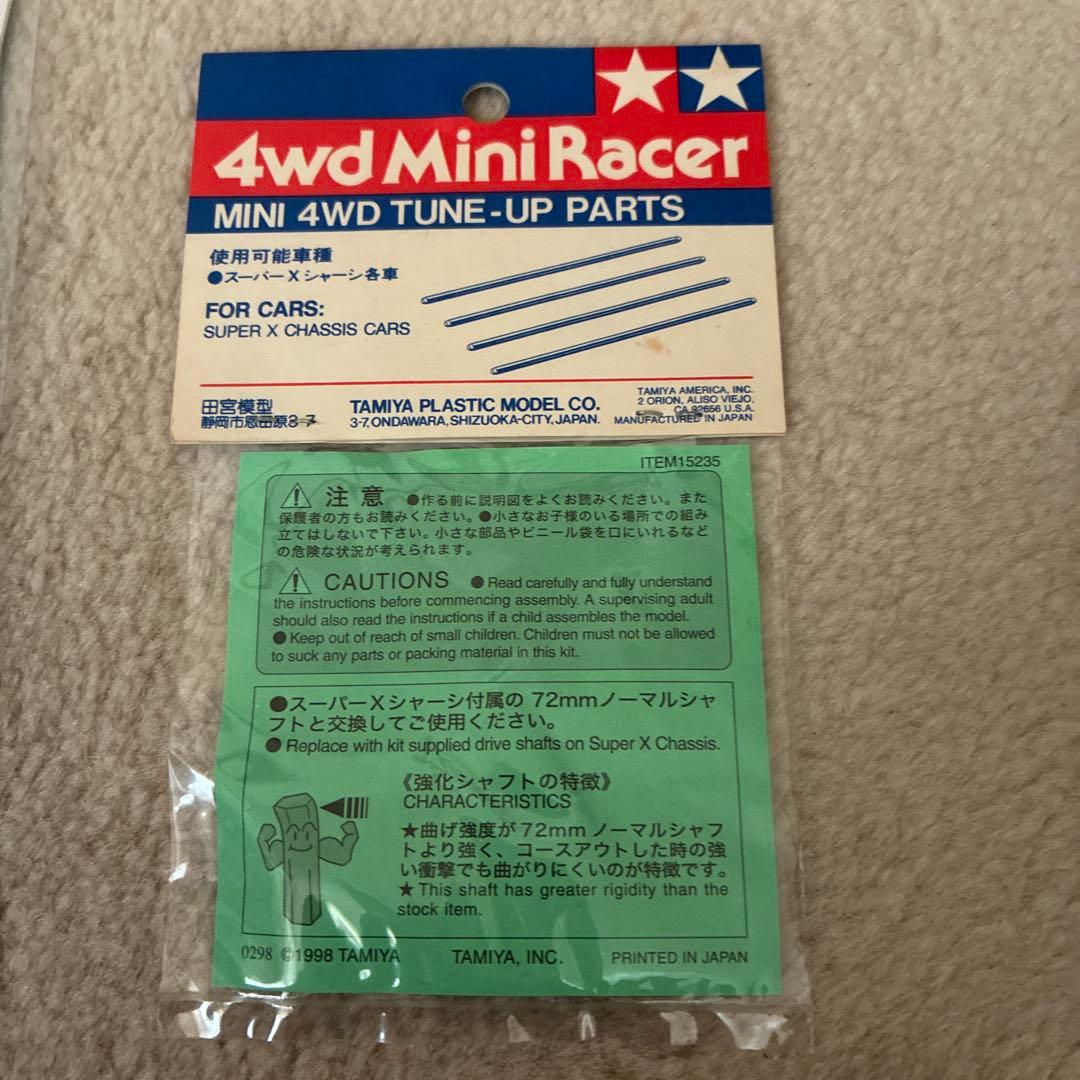 4wd Mini Racer
MINI 4WD TUNE-UP PARTS
使用可能車種
●スーパーXシャーシ各車
FOR CARS:
SUPER X CHASSIS CARS
田宮模型
静岡市恩田原3-7
TAMIYA PLASTIC MODEL CO.
3-7, ONDAWARA, SHIZUOKA-CITY, JAPAN.
TAMIYA AMERICA, INC.
2 ORION, ALISO VIEJO,
CA 92656 U.S.A.
MANUFACTURED IN JAPAN
ITEM15235
注意 ●作る前に説明図をよくお読みください。また
保護者の方もお読みください。●小さなお子様のいる場所での組み
立てはしないで下さい。小さな部品やビニール袋を口にいれるなど
の危険な状況が考えられます。
CAUTIONS ●Read carefully and fully understand
the instructions before commencing assembly. A supervising adult
should also read the instructions if a child assembles the model.
●Keep out of reach of small children. Children must not be allowed
to suck any parts or packing material in this kit.
●スーパーXシャーシ付属の 72mmノーマルシャ
フトと交換してご使用ください。
●Replace with kit supplied drive shafts on Super X Chassis.
《強化シャフトの特徴》
CHARACTERISTICS
★曲げ強度が72mmノーマルシャフ
トより強く、コースアウトした時の強
い衝撃でも曲がりにくいのが特徴です。
★This shaft has greater rigidity than the
stock item.
0298 ©1998 TAMIYA
TAMIYA, INC.
PRINTED IN JAPAN